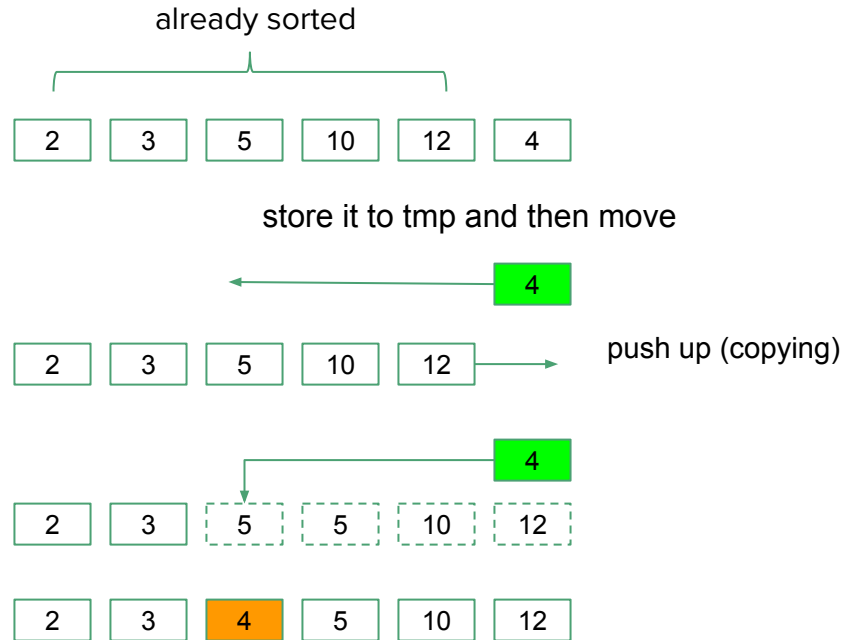 already sorted
2 3 5 10 12 4
store it to tmp and then move
4
2 3 5 10 12
push up (copying)
4
2 3 5 5 10 12
2 3 4 5 10 12